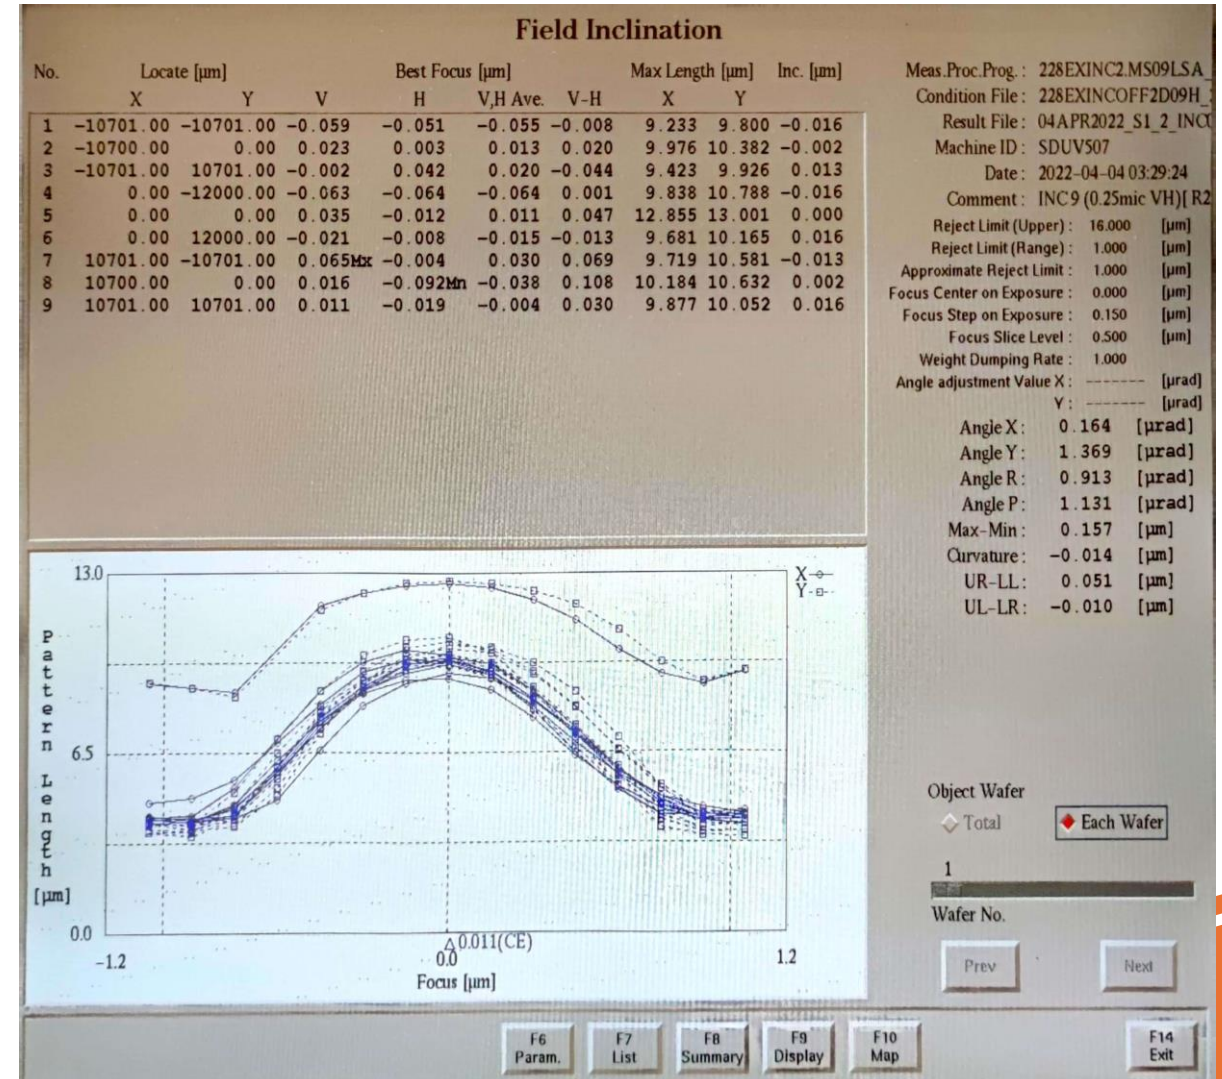 Field Inclination
No. Locate [µm] Best Focus [µm] Max Length [µm] Inc. [µm]
X Y V H V,H Ave. V-H X Y
1 -10701.00 -10701.00 -0.059 -0.051 -0.055 -0.008 9.233 9.800 -0.016
2 -10700.00 0.00 0.023 0.003 0.013 0.020 9.976 10.382 -0.002
3 -10701.00 10701.00 -0.002 0.042 0.020 -0.044 9.423 9.926 0.013
4 0.00 -12000.00 -0.063 -0.064 -0.064 0.001 9.838 10.788 -0.016
5 0.00 0.00 0.035 -0.012 0.011 0.047 12.855 13.001 0.000
6 0.00 12000.00 -0.021 -0.008 -0.015 -0.013 9.681 10.165 0.016
7 10701.00 -10701.00 0.065Mx -0.004 0.030 0.069 9.719 10.581 -0.013
8 10700.00 0.00 0.016 -0.092Mn -0.038 0.108 10.184 10.632 0.002
9 10701.00 10701.00 0.011 -0.019 -0.004 0.030 9.877 10.052 0.016
Meas.Proc.Prog. : 228EXINC2.MS09LSA_
Condition File : 228EXINCOFF2D09H_
Result File : 04APR2022_S1_2_INC
Machine ID : SDUV507
Date : 2022-04-04 03:29:24
Comment : INC 9 (0.25mic VH)[ R2
Reject Limit (Upper) : 16.000 [µm]
Reject Limit (Range) : 1.000 [µm]
Approximate Reject Limit : 1.000 [µm]
Focus Center on Exposure : 0.000 [µm]
Focus Step on Exposure : 0.150 [µm]
Focus Slice Level : 0.500 [µm]
Weight Dumping Rate : 1.000
Angle adjustment Value X : ------- [µrad]
Y : ------- [µrad]
Angle X : 0.164 [µrad]
Angle Y : 1.369 [µrad]
Angle R : 0.913 [µrad]
Angle P : 1.131 [µrad]
Max-Min : 0.157 [µm]
Curvature : -0.014 [µm]
UR-LL : 0.051 [µm]
UL-LR : -0.010 [µm]
X
Y
13.0
6.5
0.0
Pattern Length
[µm]
-1.2
0.011(CE)
0.0
1.2
Focus [µm]
Object Wafer
Total
Each Wafer
1
Wafer No.
Prev
Next
F6 Param.
F7 List
F8 Summary
F9 Display
F10 Map
F14 Exit